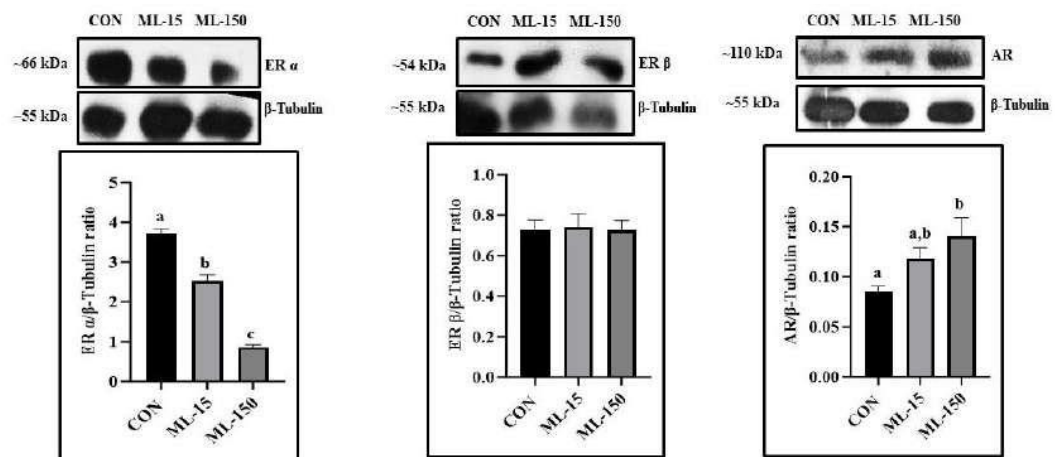 CON ML-15 ML-150
~66 kDa
ER α
~55 kDa
β-Tubulin
ER α/β-Tubulin ratio
5
4
3
2
1
0
a
b
c
CON
ML-15
ML-150
CON ML-15 ML-150
~54 kDa
ER β
~55 kDa
β-Tubulin
ER β/β-Tubulin ratio
1.0
0.8
0.6
0.4
0.2
0.0
CON
ML-15
ML-150
CON ML-15 ML-150
~110 kDa
AR
~55 kDa
β-Tubulin
AR/β-Tubulin ratio
0.20
0.15
0.10
0.05
0.00
a
a,b
b
CON
ML-15
ML-150